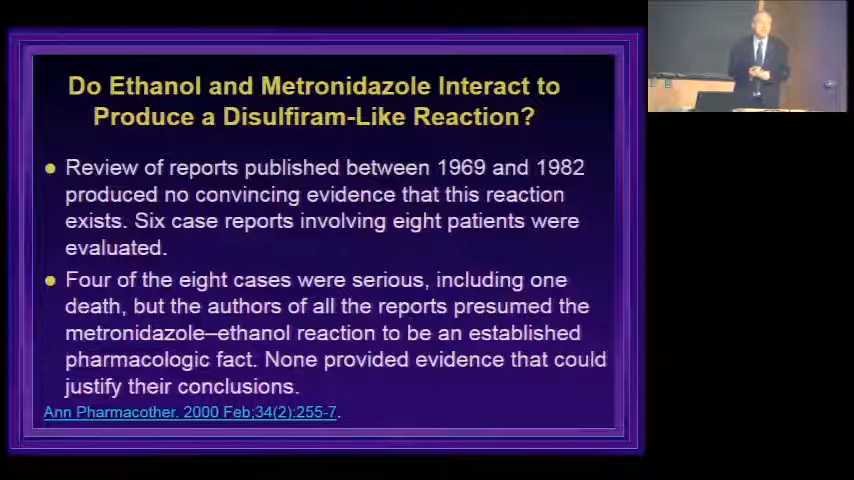 Do Ethanol and Metronidazole Interact to
Produce a Disulfiram-Like Reaction?
Review of reports published between 1969 and 1982
produced no convincing evidence that this reaction
exists. Six case reports involving eight patients were
evaluated.
Four of the eight cases were serious, including one
death, but the authors of all the reports presumed the
metronidazole–ethanol reaction to be an established
pharmacologic fact. None provided evidence that could
justify their conclusions.
Ann Pharmacother. 2000 Feb;34(2):255-7.